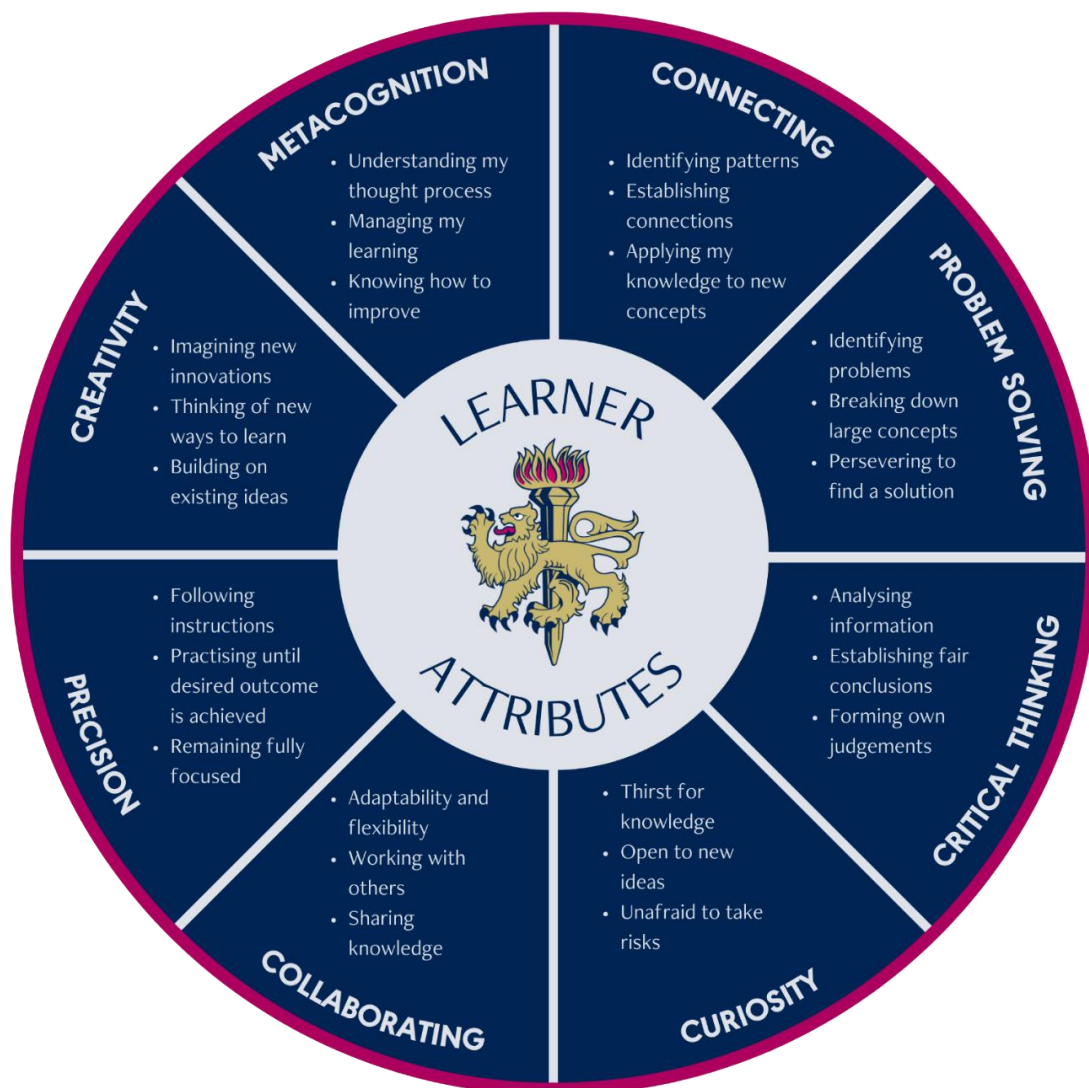 LEARNER
ATTRIBUTES
METACOGNITION
• Understanding my
thought process
• Managing my
learning
• Knowing how to
improve
CONNECTING
• Identifying patterns
• Establishing
connections
• Applying my
knowledge to new
concepts
PROBLEM SOLVING
• Identifying
problems
• Breaking down
large concepts
• Persevering to
find a solution
CRITICAL THINKING
• Analysing
information
• Establishing fair
conclusions
• Forming own
judgements
CURIOSITY
• Thirst for
knowledge
• Open to new
ideas
• Unafraid to take
risks
COLLABORATING
• Adaptability and
flexibility
• Working with
others
• Sharing
knowledge
PRECISION
• Following
instructions
• Practising until
desired outcome
is achieved
• Remaining fully
focused
CREATIVITY
• Imagining new
innovations
• Thinking of new
ways to learn
• Building on
existing ideas